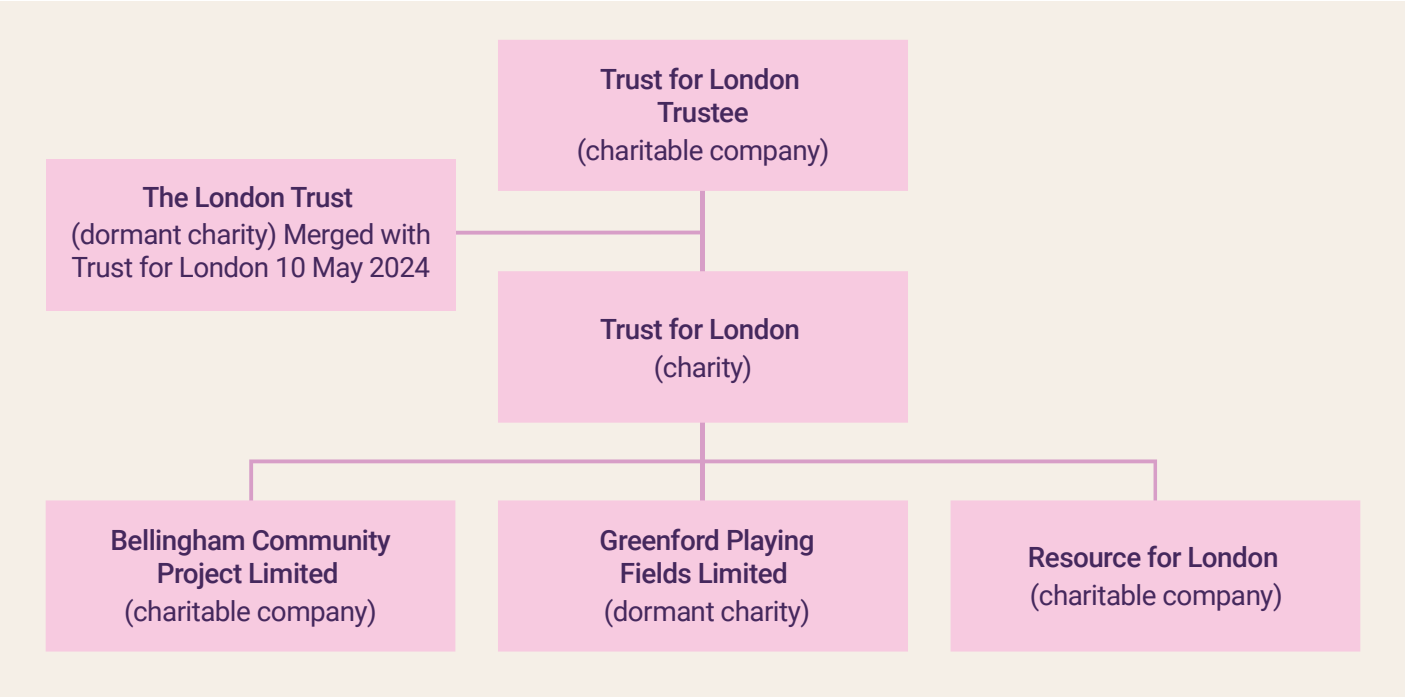 Trust for London
Trustee
(charitable company)
The London Trust
(dormant charity) Merged with
Trust for London 10 May 2024
Trust for London
(charity)
Bellingham Community
Project Limited
(charitable company)
Greenford Playing
Fields Limited
(dormant charity)
Resource for London
(charitable company)